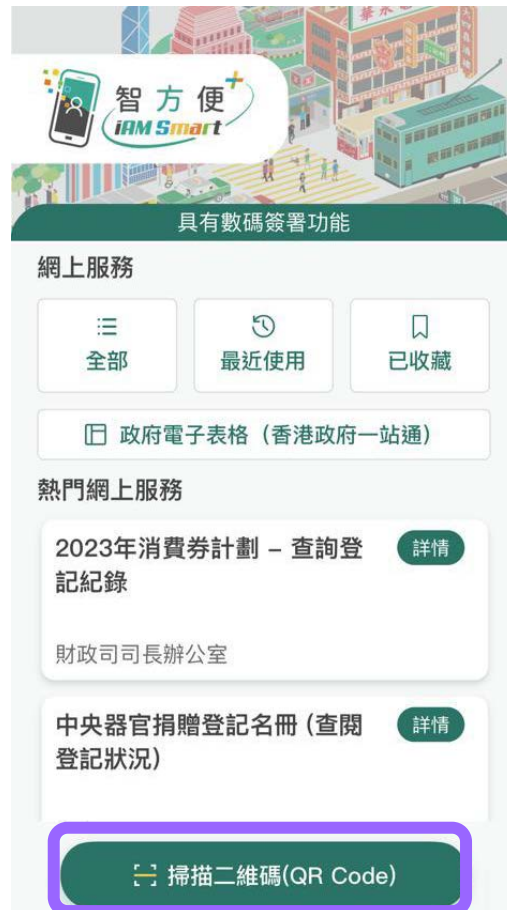 智方便+
iAM Smart
具有數碼簽署功能
網上服務
全部
最近使用
已收藏
政府電子表格（香港政府一站通）
熱門網上服務
2023年消費券計劃 – 查詢登
記紀錄
詳情
財政司司長辦公室
中央器官捐贈登記名冊 (查閱
登記狀況)
詳情
掃描二維碼(QR Code)